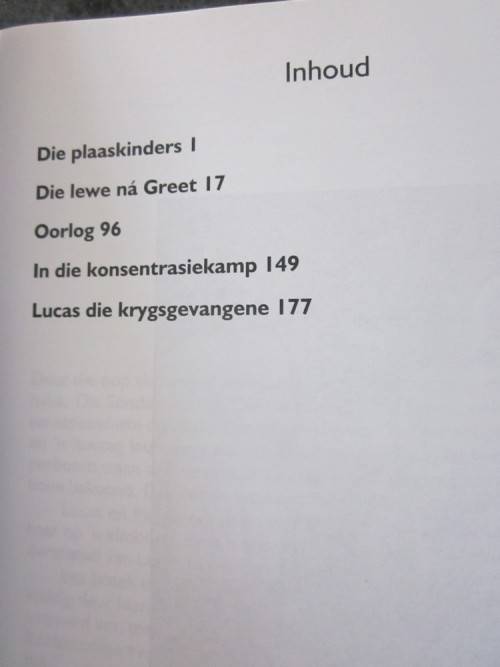 Inhoud
Die plaaskinders 1
Die lewe ná Greet 17
Oorlog 96
In die konsentrasiekamp 149
Lucas die krygsgevangene 177